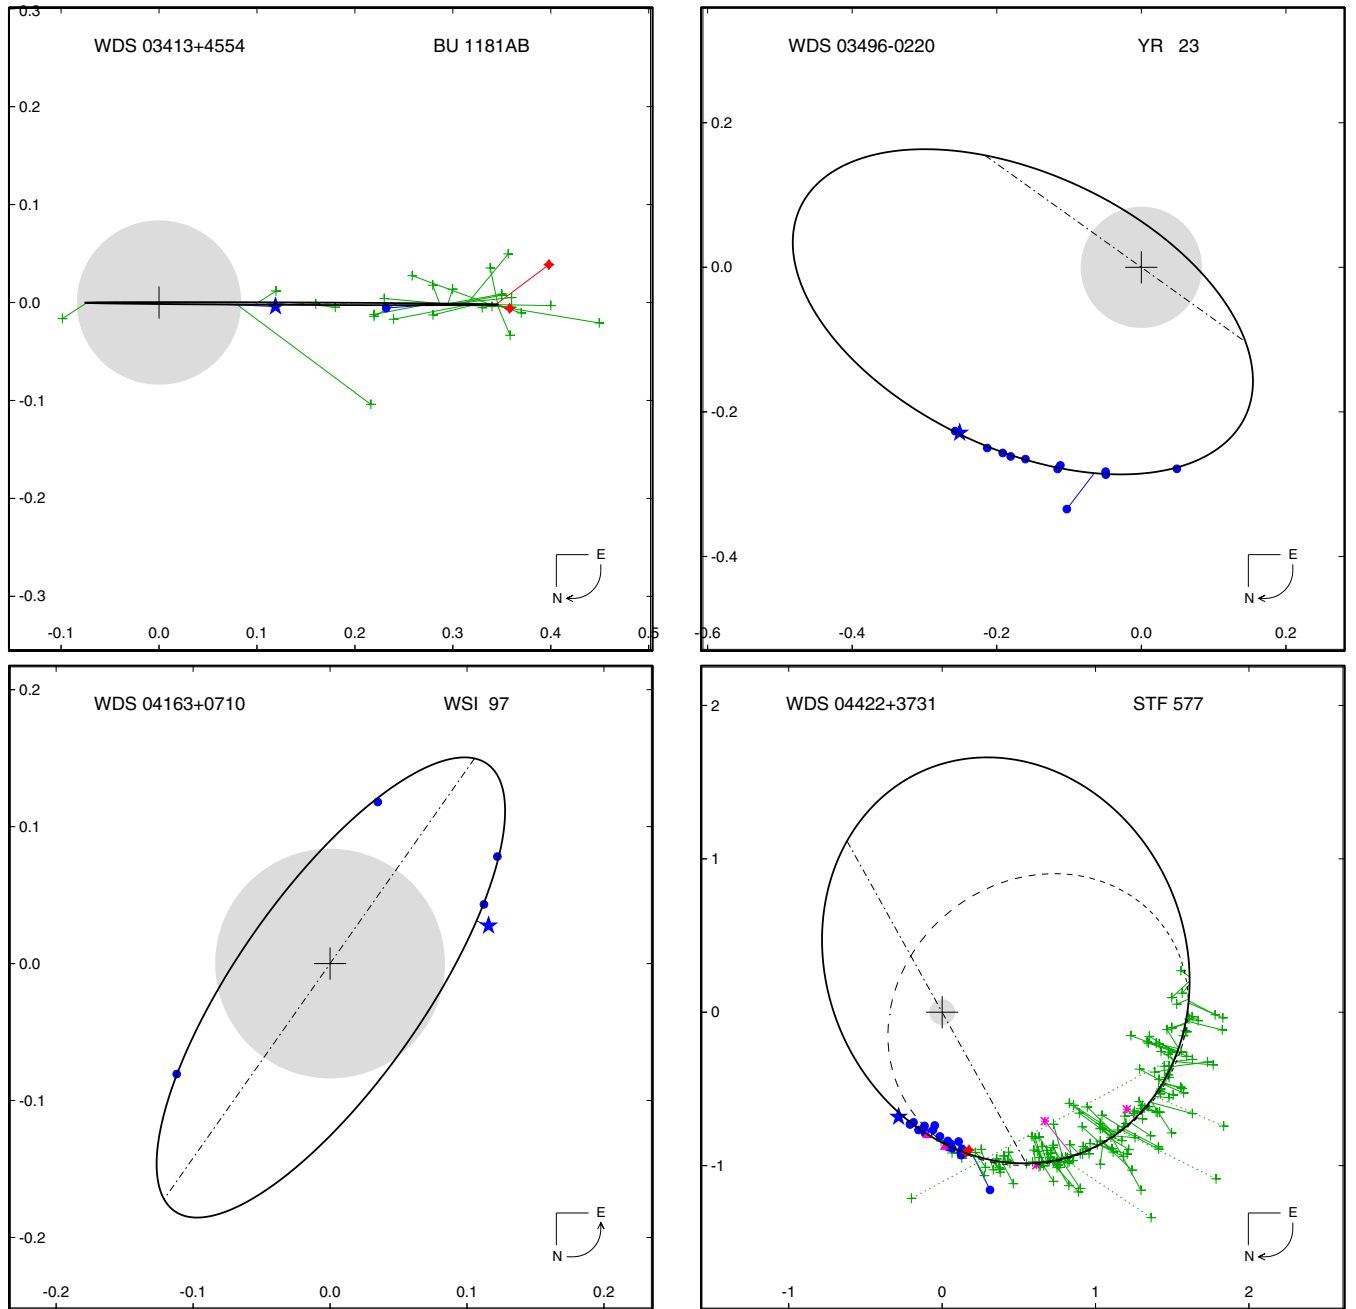 0.3
WDS 03413+4554 BU 1181AB
0.2
0.1
0.0
-0.1
-0.2
-0.3
E
N
-0.1 0.0 0.1 0.2 0.3 0.4 0.5
WDS 03496-0220 YR 23
0.2
0.0
-0.2
-0.4
E
N
-0.6 -0.4 -0.2 0.0 0.2
WDS 04163+0710 WSI 97
0.2
0.1
0.0
-0.1
-0.2
E
N
-0.2 -0.1 0.0 0.1 0.2
WDS 04422+3731 STF 577
2
1
0
-1
E
N
-1 0 1 2